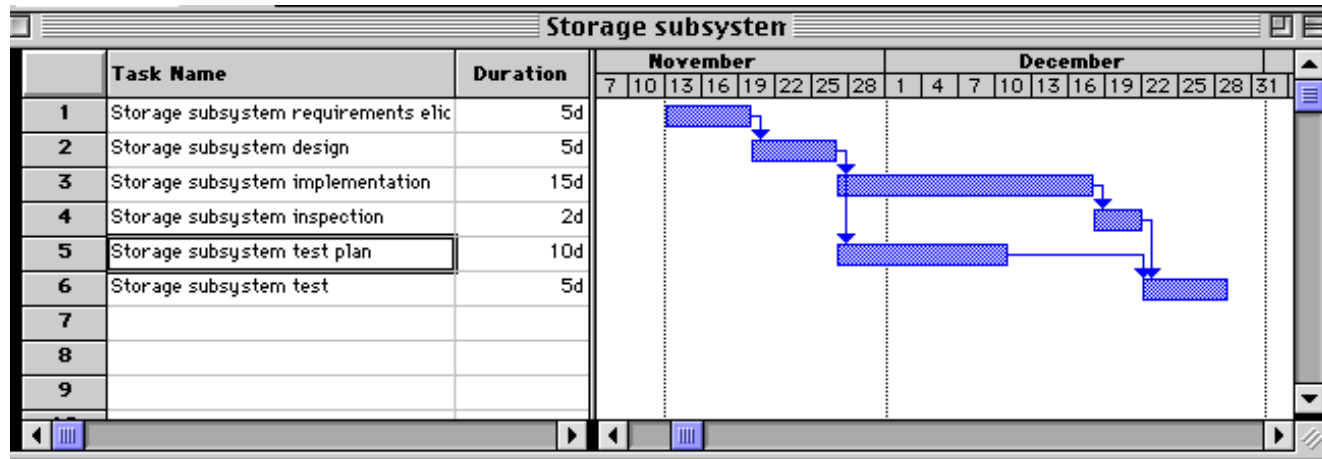 Storage subsystem
Task Name Duration November December
7 10 13 16 19 22 25 28 1 4 7 10 13 16 19 22 25 28 31
1 Storage subsystem requirements elic 5d
2 Storage subsystem design 5d
3 Storage subsystem implementation 15d
4 Storage subsystem inspection 2d
5 Storage subsystem test plan 10d
6 Storage subsystem test 5d
7
8
9